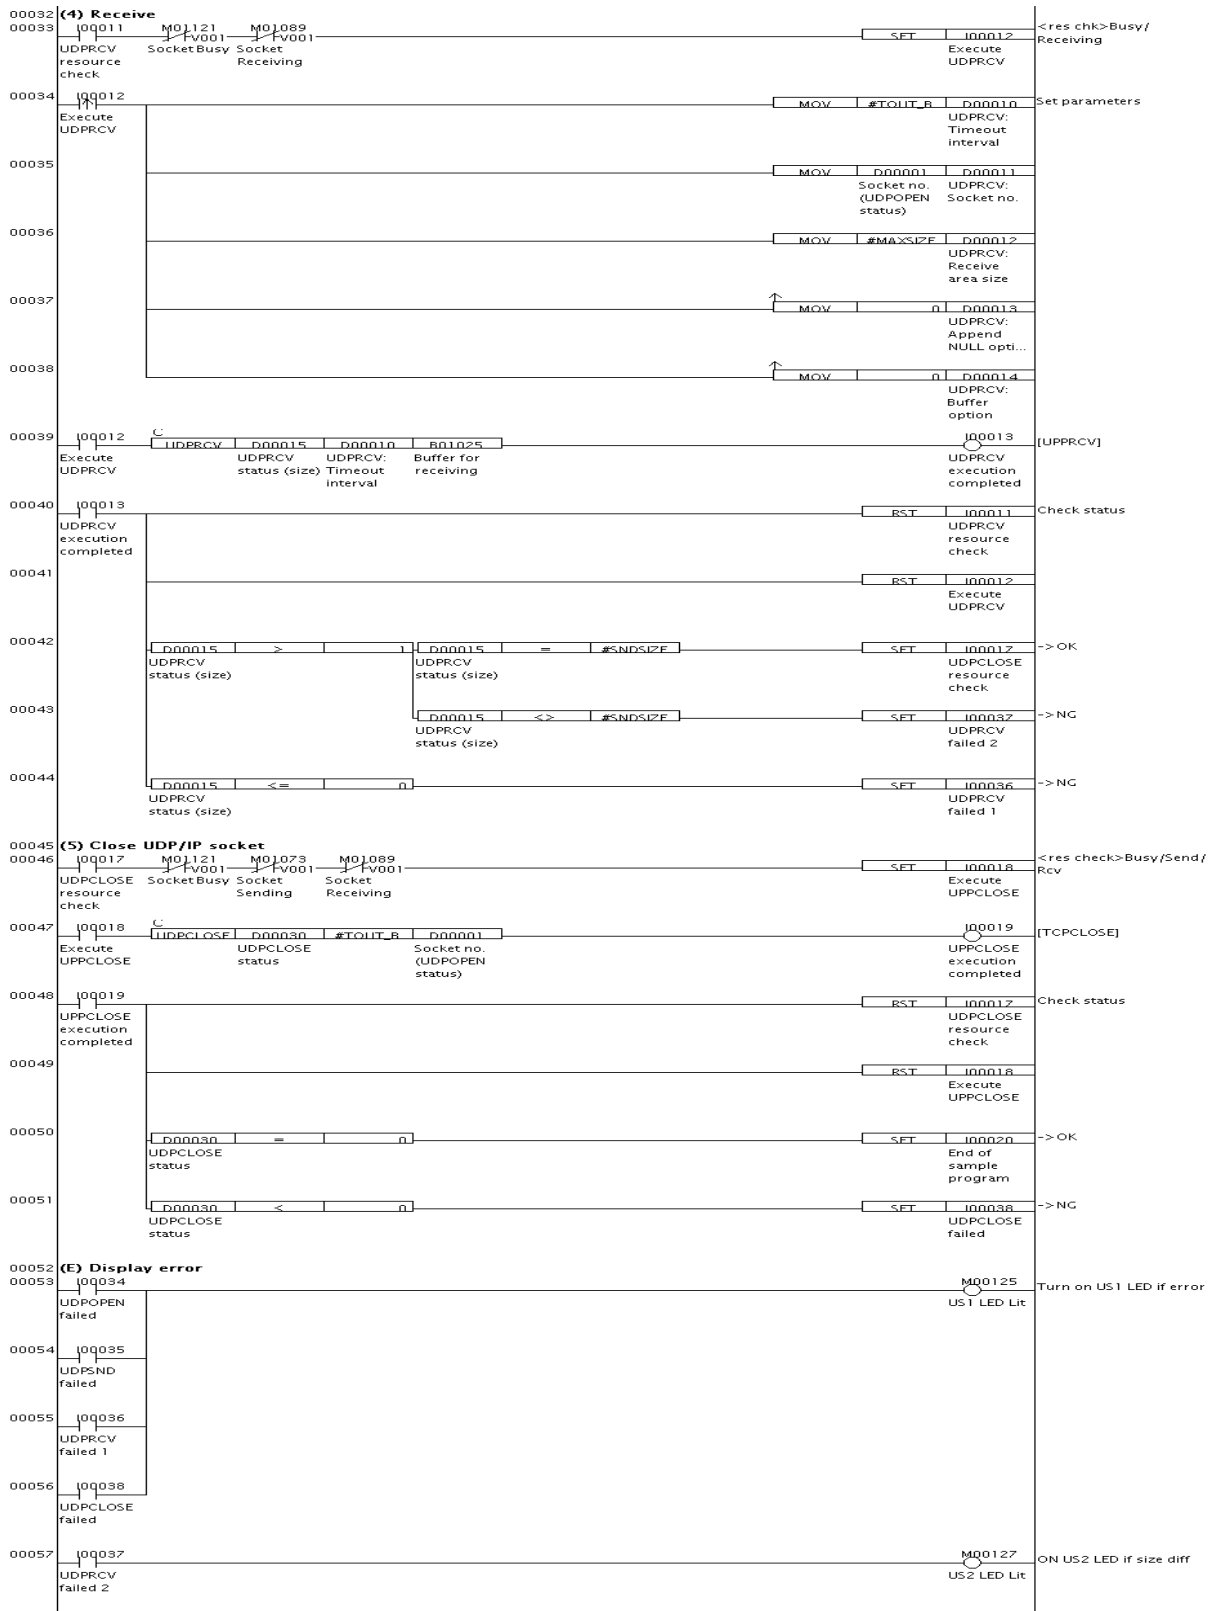 00032 (4) Receive
00033 I00011 M01121 M01089
/V001 /V001 SET I00012 <res chk>Busy/
UDPRCV SocketBusy Socket Execute Receiving
resource Receiving UDPRCV
check
00034 I00012 MOV #TOUT_B D00010 Set parameters
Execute UDPRCV:
UDPRCV Timeout
interval
00035 MOV D00001 D00011
Socket no. UDPRCV:
(UDPOPEN Socket no.
status)
00036 MOV #MAXSIZE D00012
UDPRCV:
Receive
area size
00037 MOV 0 D00013
UDPRCV:
Append
NULL opti...
00038 MOV 0 D00014
UDPRCV:
Buffer
option
00039 I00012 C UDPRCV D00015 D00010 B01025 I00013 [UPPRCV]
Execute UDPRCV UDPRCV: Buffer for UDPRCV
UDPRCV status (size) Timeout receiving execution
interval completed
00040 I00013 RST I00011 Check status
UDPRCV UDPRCV
execution resource
completed check
00041 RST I00012
Execute
UDPRCV
00042 D00015 > 1 D00015 = #SNDSIZE SET I00017 ->OK
UDPRCV UDPRCV UDPCLOSE
status (size) status (size) resource
check
00043 D00015 <> #SNDSIZE SET I00037 ->NG
UDPRCV UDPRCV
status (size) failed 2
00044 D00015 <= 0 SET I00036 ->NG
UDPRCV UDPRCV
status (size) failed 1
00045 (5) Close UDP/IP socket
00046 I00017 M01121 M01073 M01089 <res check>Busy/Send/
/V001 /V001 /V001 SET I00018 Rcv
UDPCLOSE SocketBusy Socket Socket Execute
resource Sending Receiving UPPCLOSE
check
00047 I00018 C UDPCLOSE D00030 #TOUT_B D00001 I00019 [TCPCLOSE]
Execute UDPCLOSE Socket no. UPPCLOSE
UPPCLOSE status (UDPOPEN execution
status) completed
00048 I00019 RST I00017 Check status
UPPCLOSE UDPCLOSE
execution resource
completed check
00049 RST I00018
Execute
UPPCLOSE
00050 D00030 = 0 SET I00020 ->OK
UDPCLOSE End of
status sample
program
00051 D00030 < 0 SET I00038 ->NG
UDPCLOSE UDPCLOSE
status failed
00052 (E) Display error
00053 I00034 M00125 Turn on US1 LED if error
UDPOPEN US1 LED Lit
failed
00054 I00035
UDPSND
failed
00055 I00036
UDPRCV
failed 1
00056 I00038
UDPCLOSE
failed
00057 I00037 M00127 ON US2 LED if size diff
UDPRCV US2 LED Lit
failed 2